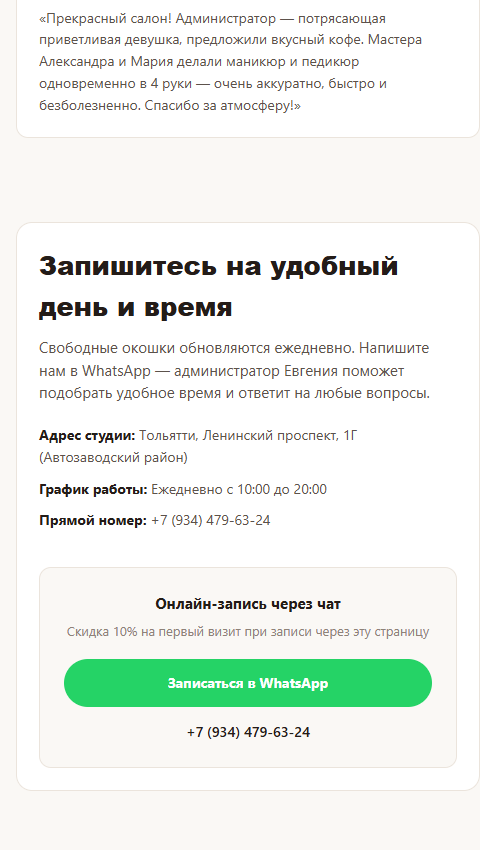 «Прекрасный салон! Администратор — потрясающая
приветливая девушка, предложили вкусный кофе. Мастера
Александра и Мария делали маникюр и педикюр
одновременно в 4 руки — очень аккуратно, быстро и
безболезненно. Спасибо за атмосферу!»
Запишитесь на удобный
день и время
Свободные окошки обновляются ежедневно. Напишите
нам в WhatsApp — администратор Евгения поможет
подобрать удобное время и ответит на любые вопросы.
Адрес студии: Тольятти, Ленинский проспект, 1Г
(Автозаводский район)
График работы: Ежедневно с 10:00 до 20:00
Прямой номер: +7 (934) 479-63-24
Онлайн-запись через чат
Скидка 10% на первый визит при записи через эту страницу
Записаться в WhatsApp
+7 (934) 479-63-24